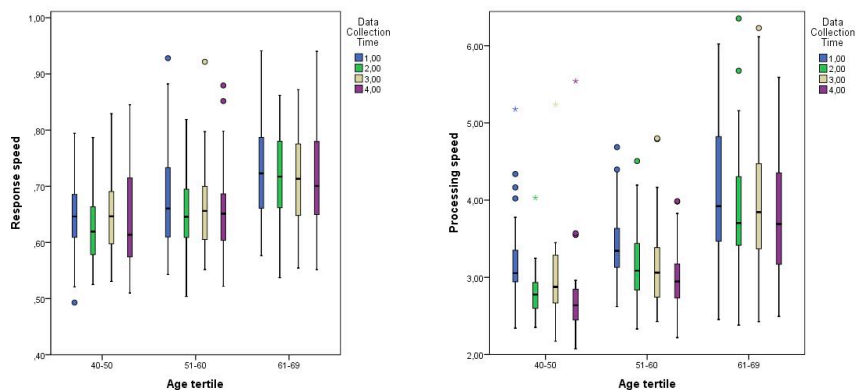 Response speed
1,00
,90
,80
,70
,60
,50
,40
40-50
51-60
61-69
Age tertile
Data
Collection
Time
1,00
2,00
3,00
4,00
Processing speed
6,00
5,00
4,00
3,00
2,00
40-50
51-60
61-69
Age tertile
Data
Collection
Time
1,00
2,00
3,00
4,00